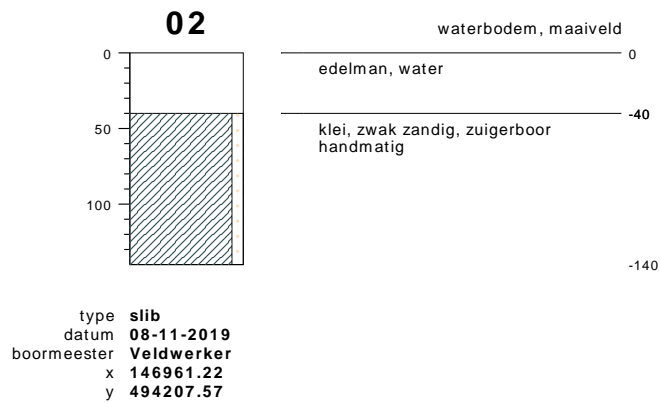 02
waterbodem, maaiveld
0
0
edelman, water
-40
50
klei, zwak zandig, zuigerboor
handmatig
100
-140
type slib
datum 08-11-2019
boormeester Veldwerker
x 146961.22
y 494207.57